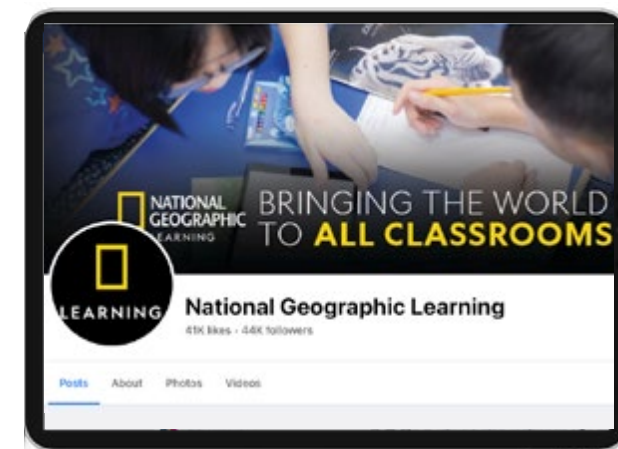 NATIONAL
GEOGRAPHIC
LEARNING
BRINGING THE WORLD
TO ALL CLASSROOMS
LEARNING
National Geographic Learning
41K likes · 44K followers
Posts About Photos Videos